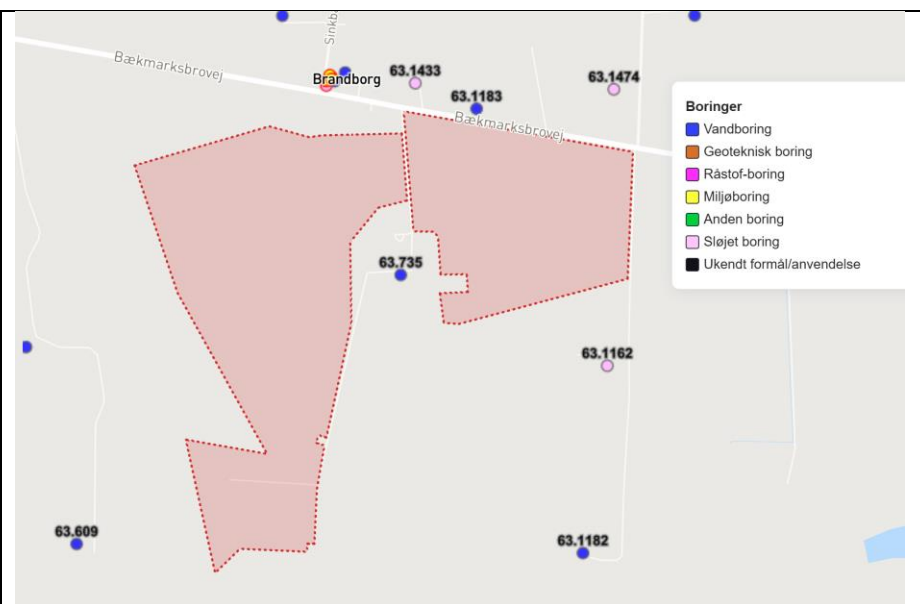 Sinkb
Bækmarksbrovej
Brandborg
63.1433
63.1474
63.1183
Bækmarksbrovej
Boringer
Vandboring
Geoteknisk boring
Råstof-boring
Miljøboring
Anden boring
Sløjet boring
Ukendt formål/anvendelse
63.735
63.1162
63.609
63.1182